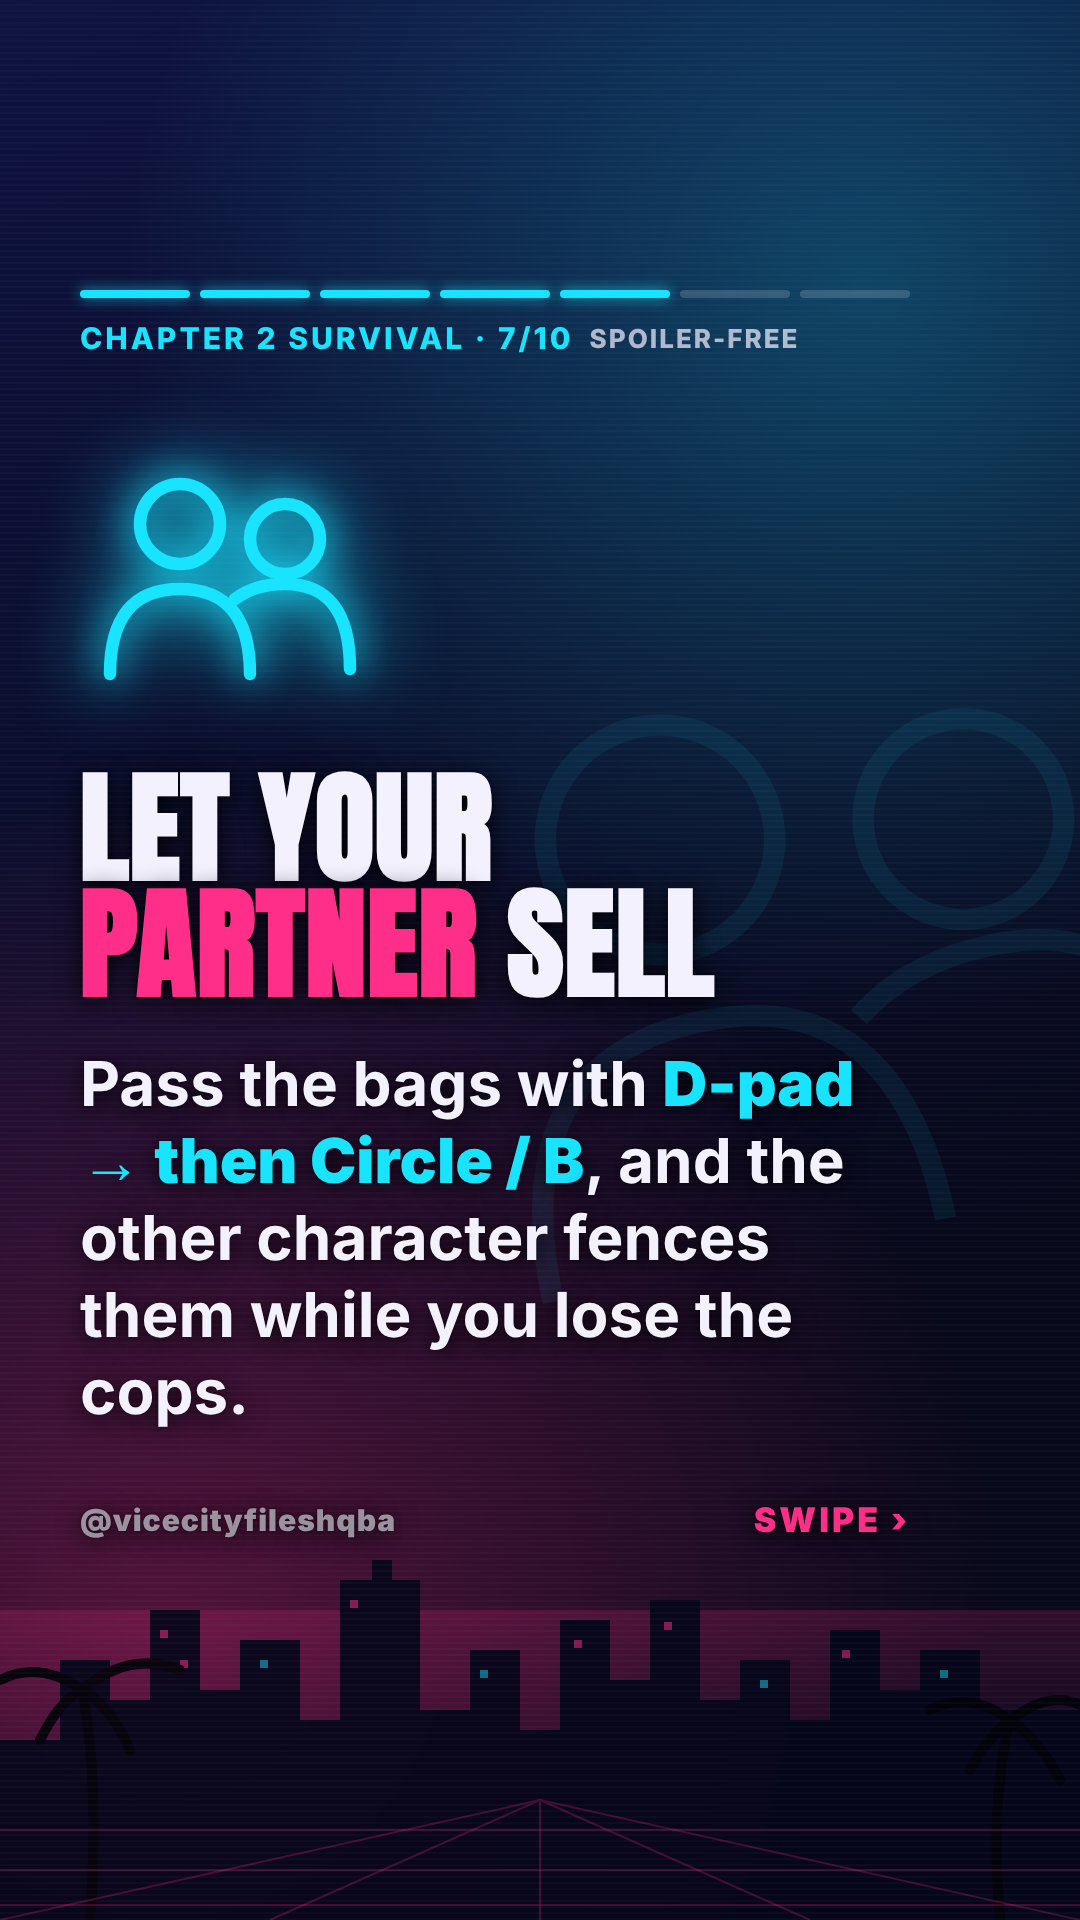 CHAPTER 2 SURVIVAL · 7/10 SPOILER-FREE
LET YOUR
PARTNER SELL
Pass the bags with D-pad
→ then Circle / B, and the
other character fences
them while you lose the
cops.
@vicecityfileshqba
SWIPE ›